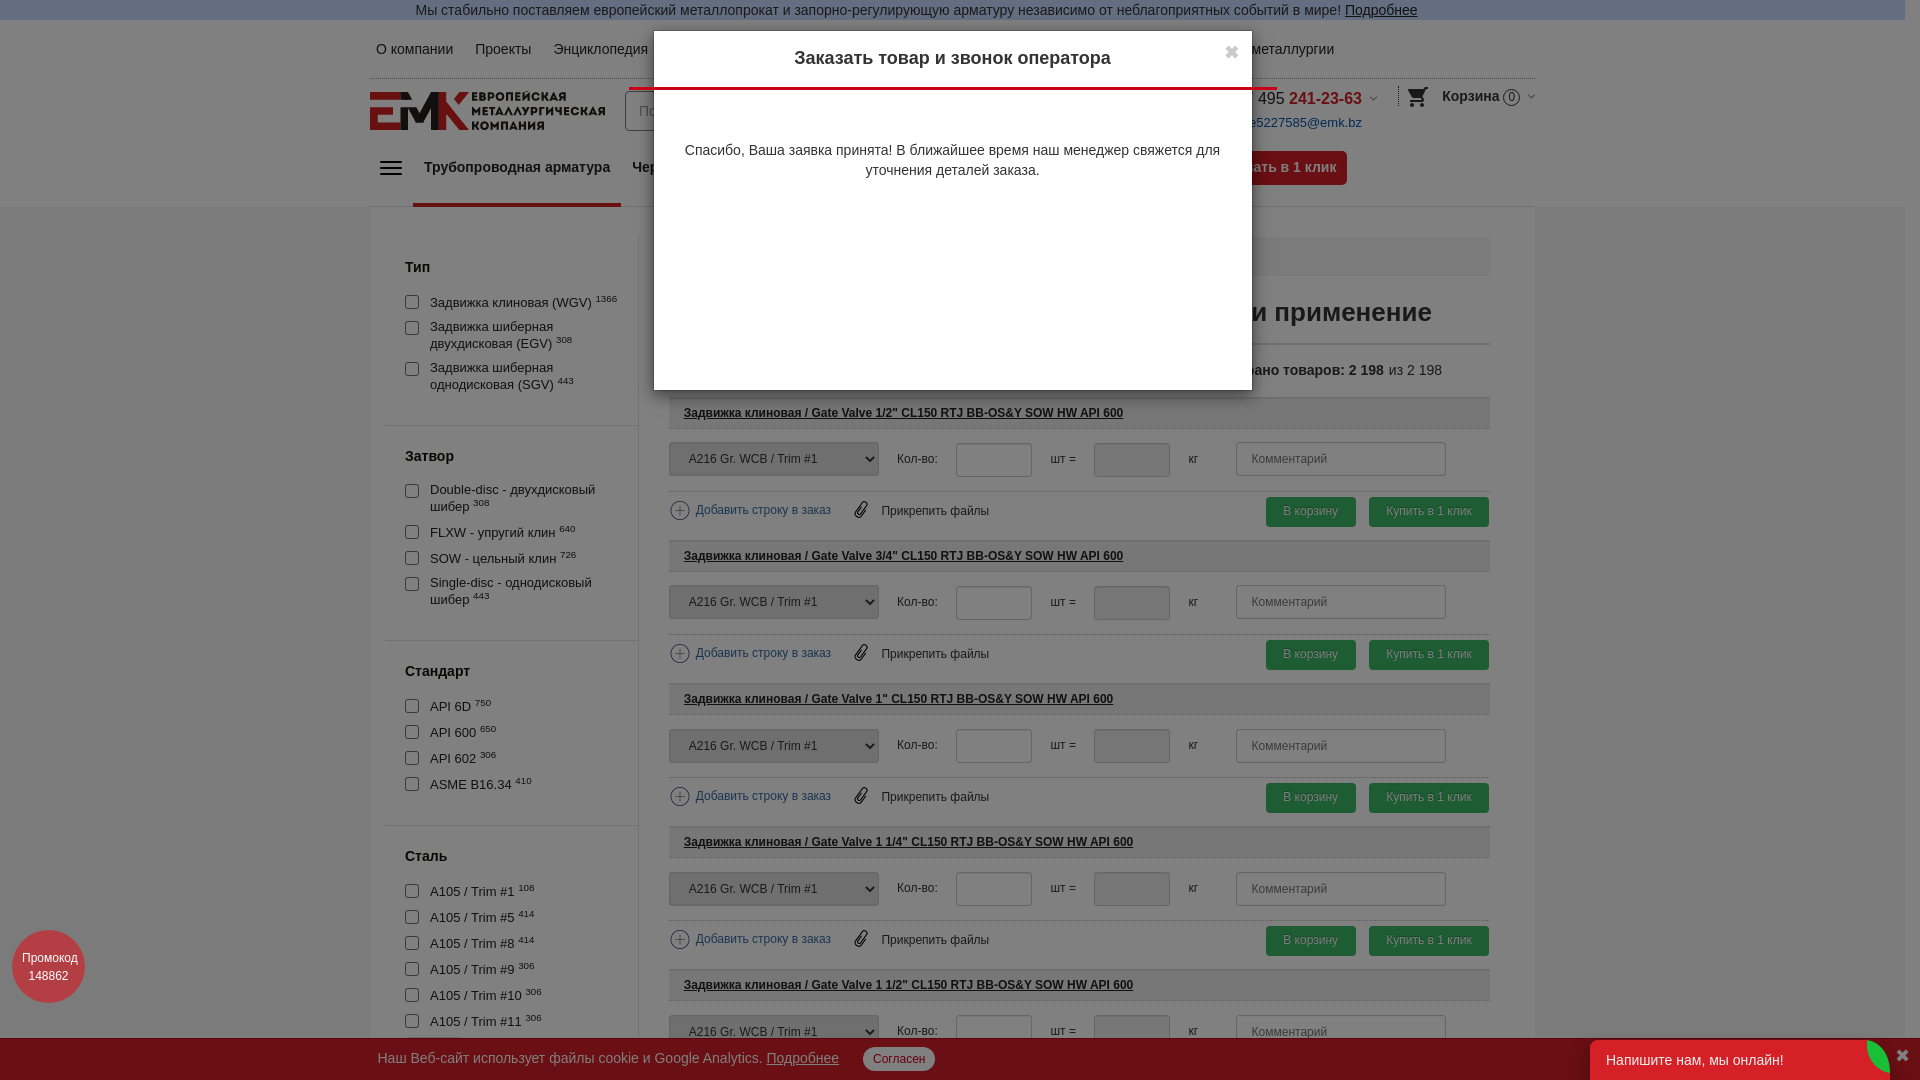 Мы стабильно поставляем европейский металлопрокат и запорно-регулирующую арматуру независимо от неблагоприятных событий в мире! Подробнее
О компании Проекты Энциклопедия металлургии
ЕВРОПЕЙСКАЯ
МЕТАЛЛУРГИЧЕСКАЯ
КОМПАНИЯ
495 241-23-63
Корзина 0
e5227585@emk.bz
Трубопроводная арматура
в 1 клик
Заказать товар и звонок оператора
Спасибо, Ваша заявка принята! В ближайшее время наш менеджер свяжется для
уточнения деталей заказа.
Тип
Задвижка клиновая (WGV) 1366
Задвижка шиберная
двухдисковая (EGV) 308
Задвижка шиберная
однодисковая (SGV) 443
Затвор
Double-disc - двухдисковый
шибер 308
FLXW - упругий клин 640
SOW - цельный клин 726
Single-disc - однодисковый
шибер 443
Стандарт
API 6D 750
API 600 650
API 602 306
ASME B16.34 410
Сталь
A105 / Trim #1 108
A105 / Trim #5 414
A105 / Trim #8 414
A105 / Trim #9 306
A105 / Trim #10 306
A105 / Trim #11 306
и применение
товаров: 2 198 из 2 198
Задвижка клиновая / Gate Valve 1/2" CL150 RTJ BB-OS&Y SOW HW API 600
A216 Gr. WCB / Trim #1 Кол-во: шт = кг Комментарий
Добавить строку в заказ Прикрепить файлы В корзину Купить в 1 клик
Задвижка клиновая / Gate Valve 3/4" CL150 RTJ BB-OS&Y SOW HW API 600
A216 Gr. WCB / Trim #1 Кол-во: шт = кг Комментарий
Добавить строку в заказ Прикрепить файлы В корзину Купить в 1 клик
Задвижка клиновая / Gate Valve 1" CL150 RTJ BB-OS&Y SOW HW API 600
A216 Gr. WCB / Trim #1 Кол-во: шт = кг Комментарий
Добавить строку в заказ Прикрепить файлы В корзину Купить в 1 клик
Задвижка клиновая / Gate Valve 1 1/4" CL150 RTJ BB-OS&Y SOW HW API 600
A216 Gr. WCB / Trim #1 Кол-во: шт = кг Комментарий
Добавить строку в заказ Прикрепить файлы В корзину Купить в 1 клик
Задвижка клиновая / Gate Valve 1 1/2" CL150 RTJ BB-OS&Y SOW HW API 600
A216 Gr. WCB / Trim #1 Кол-во: шт = кг Комментарий
Промокод
148862
Наш Веб-сайт использует файлы cookie и Google Analytics. Подробнее Согласен
Напишите нам, мы онлайн!